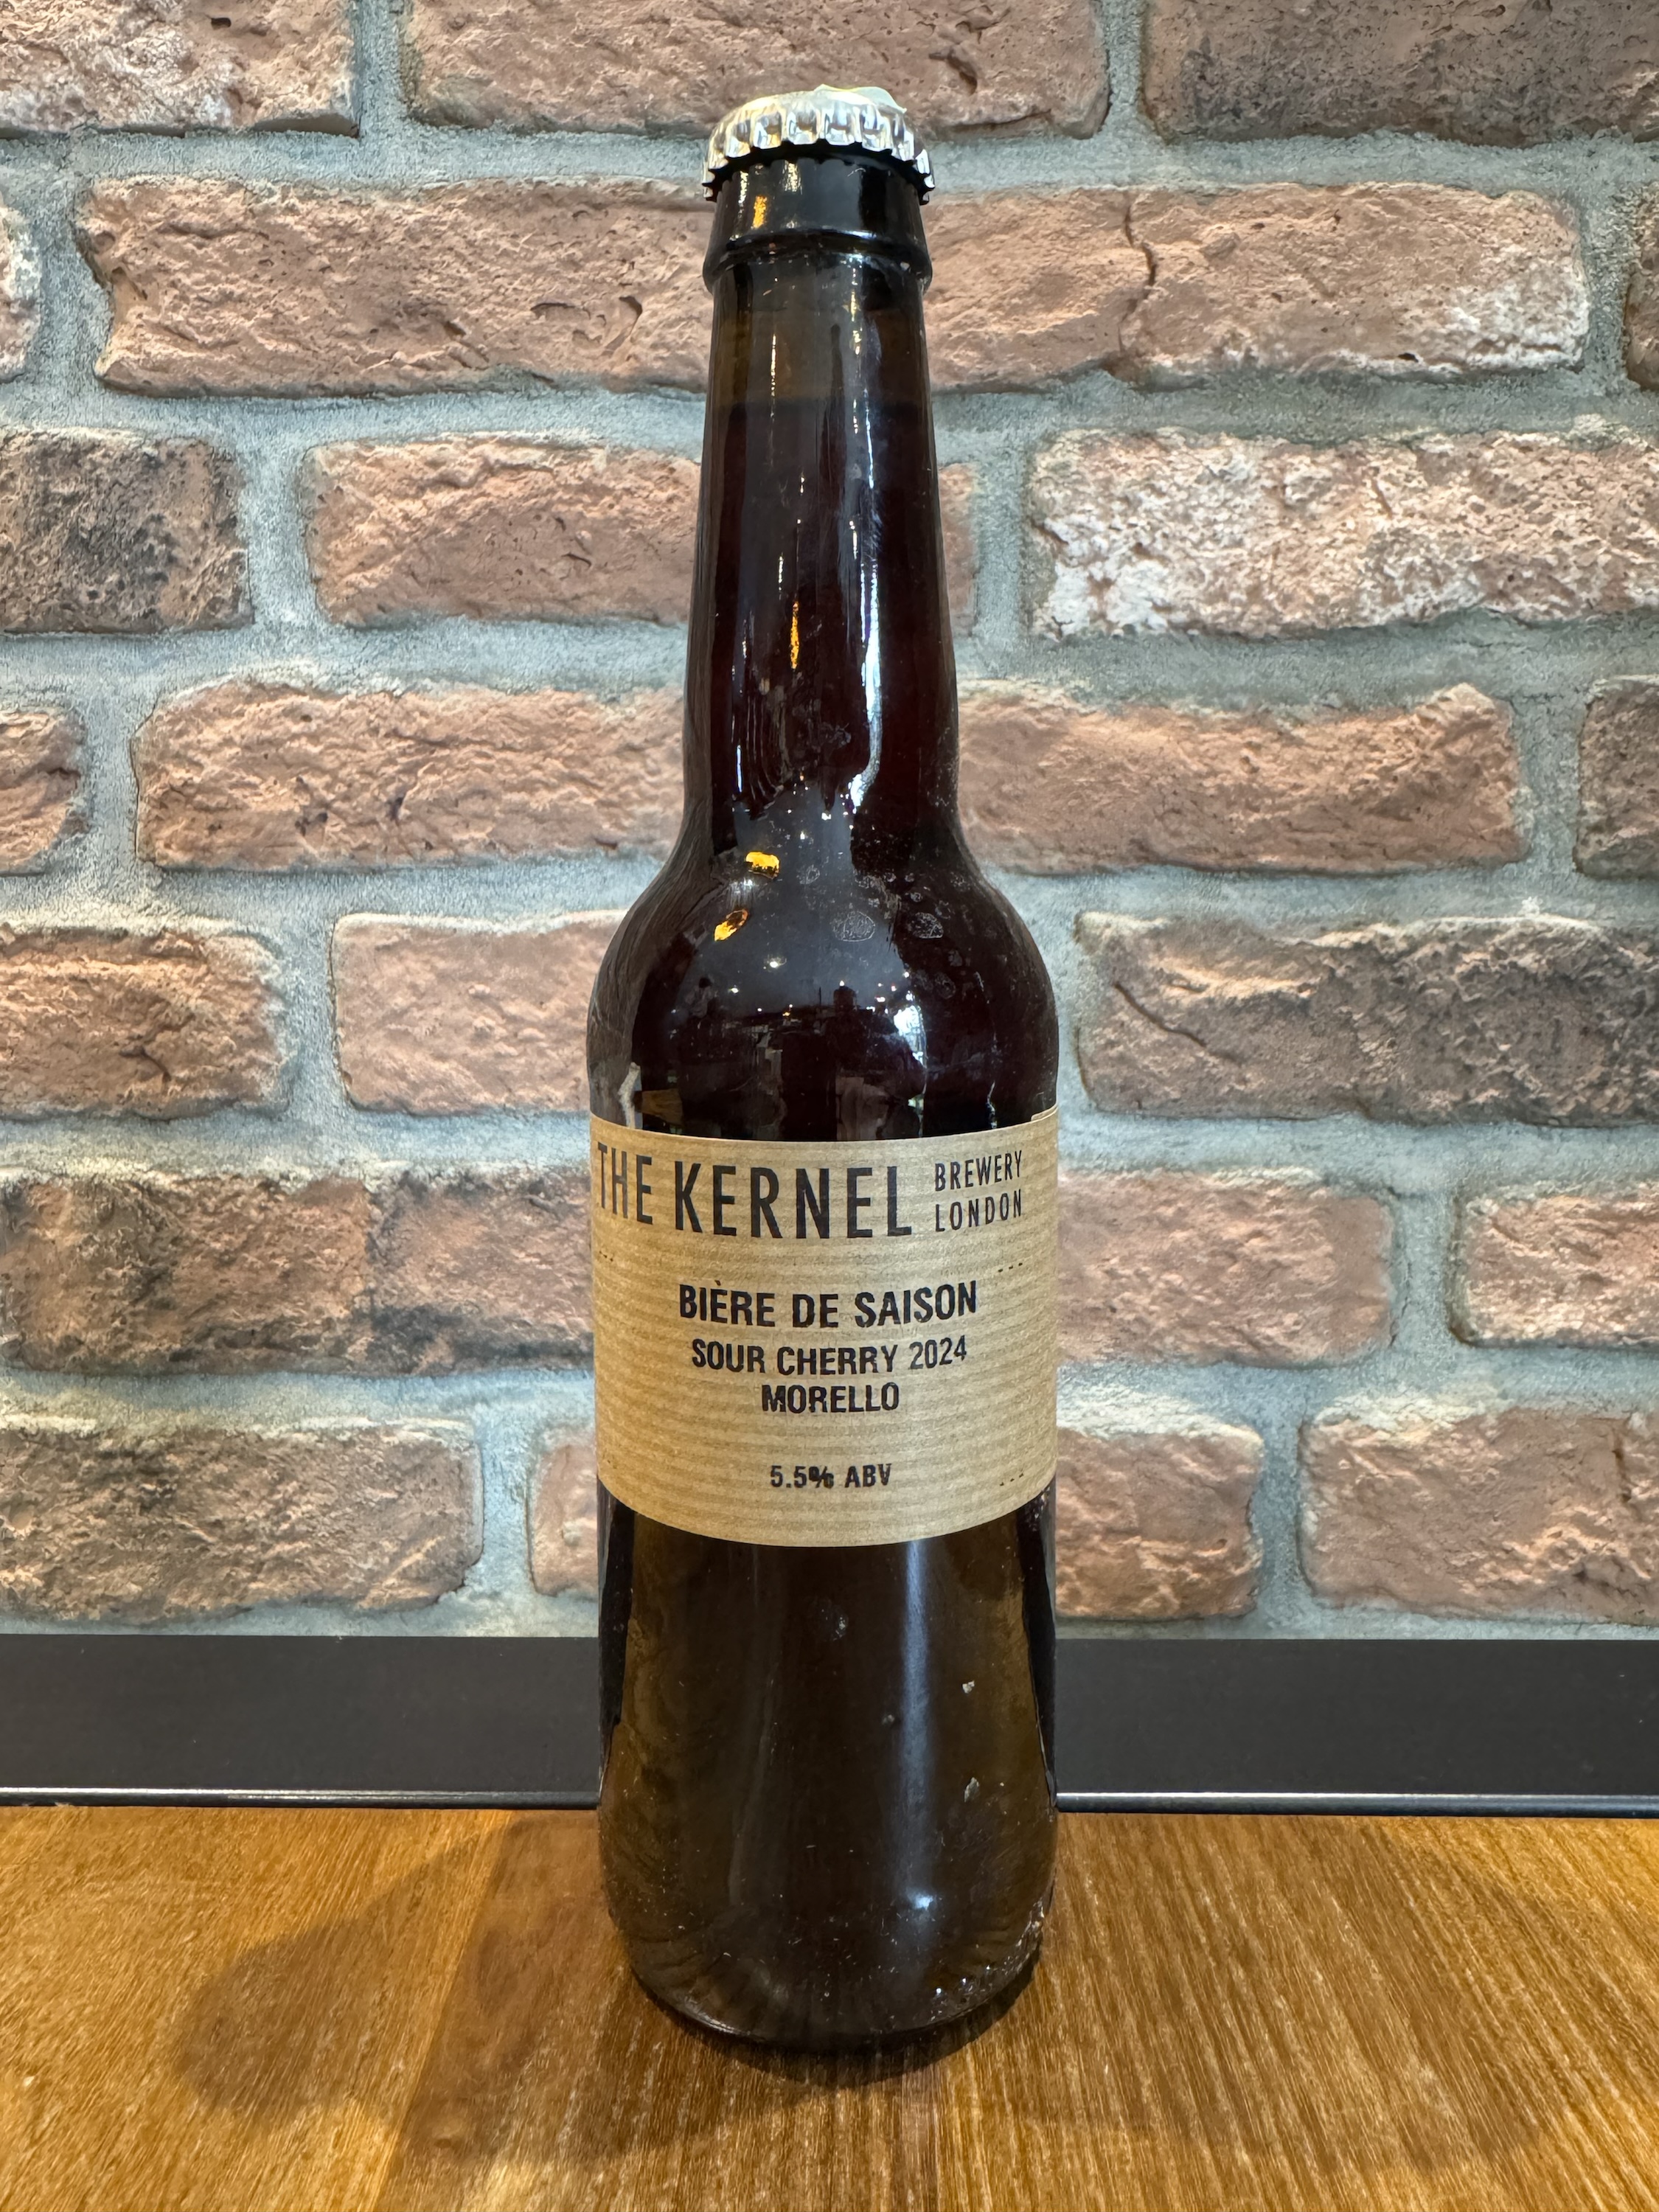 THE KERNEL BREWERY LONDON
BIÈRE DE SAISON
SOUR CHERRY 2024
MORELLO
5.5% ABV